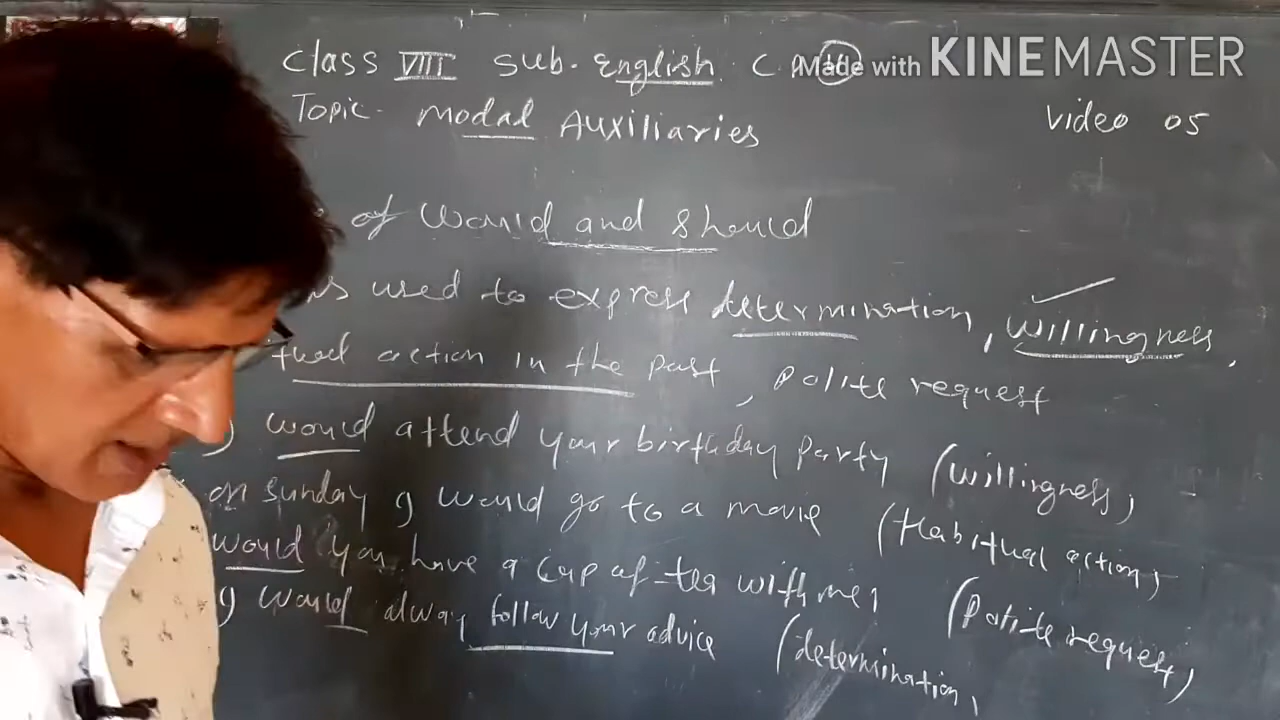 Made with KINEMASTER
Class VIII Sub. English C
Topic - Modal Auxiliaries
Video 05
of Would and Should
used to express determination, Willingness,
action in the past, Polite request
I would attend your birthday party (Willingness)
on Sunday I would go to a movie (Habitual action)
would you have a cup of tea with me, (Polite request)
I would always follow your advice (determination)